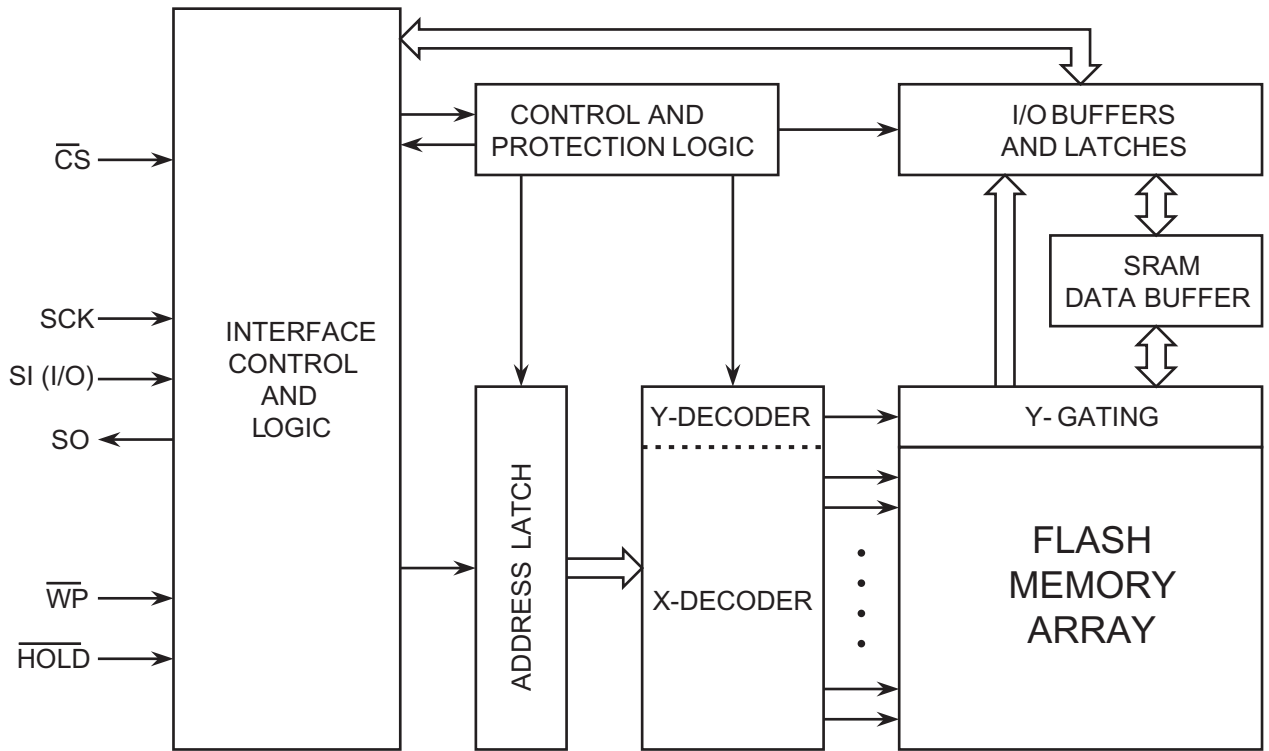 CS
SCK
SI (I/O)
SO
WP
HOLD
INTERFACE
CONTROL
AND
LOGIC
CONTROL AND
PROTECTION LOGIC
I/O BUFFERS
AND LATCHES
SRAM
DATA BUFFER
ADDRESS LATCH
Y-DECODER
X-DECODER
Y- GATING
FLASH
MEMORY
ARRAY